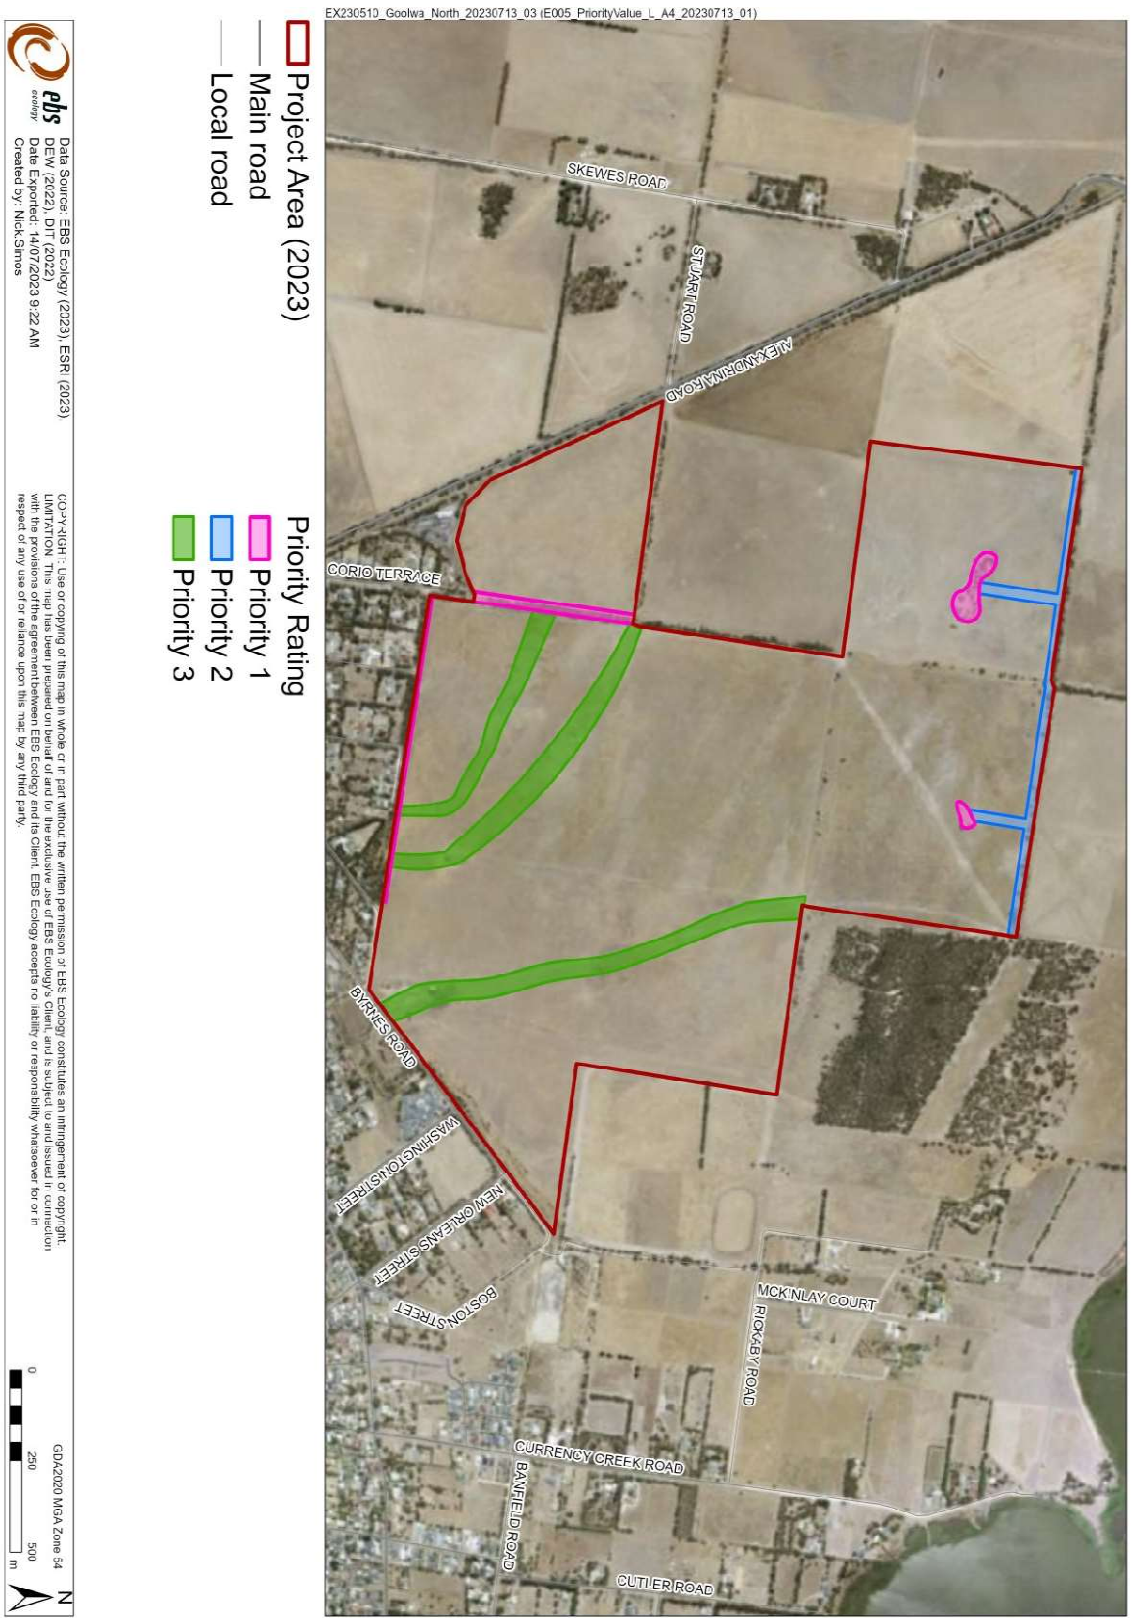 EX230510_Goolwa_North_20230713_03 (E005_PriorityValue_L_A4_20230713_01)
SKEWES ROAD
STUART ROAD
ALEXANDRINA ROAD
CORIO TERRACE
BYRNES ROAD
WASHINGTON STREET
NEW ORLEANS STREET
BOSTON STREET
MCKINLAY COURT
RICKABY ROAD
CURRENCY CREEK ROAD
BANFIELD ROAD
CUTLER ROAD
Project Area (2023)
Main road
Local road
Priority Rating
Priority 1
Priority 2
Priority 3
ebs
ecology
Data Source: EBS Ecology (2023), ESRI (2023)
DEW (2022), DIT (2022)
Date Exported: 14/07/2023 9:22 AM
Created by: Nick.Simos
COPYRIGHT: Use or copying of this map in whole or in part without the written permission of EBS Ecology constitutes an infringement of copyright.
LIMITATION: This map has been prepared on behalf of and for the exclusive use of EBS Ecology's Client, and is subject to and issued in connection
with the provisions of the agreement between EBS Ecology and its Client. EBS Ecology accepts no liability or responsibility whatsoever for or in
respect of any use of or reliance upon this map by any third party.
GDA2020 MGA Zone 54
0 250 500
m
N